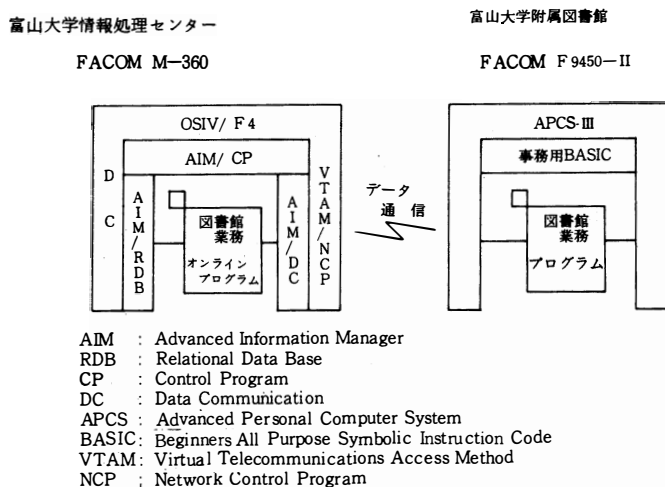 富山大学情報処理センター
FACOM M-360
OSIV/ F4
AIM/ CP
D C
AIM/RDB
図書館
業務
オンライン
プログラム
AIM/DC
VTAM/NCP
データ
通 信
富山大学附属図書館
FACOM F9450-II
APCS-III
事務用BASIC
図書館
業務
プログラム
AIM : Advanced Information Manager
RDB : Relational Data Base
CP : Control Program
DC : Data Communication
APCS : Advanced Personal Computer System
BASIC: Beginners All Purpose Symbolic Instruction Code
VTAM : Virtual Telecommunications Access Method
NCP ; Network Control Program